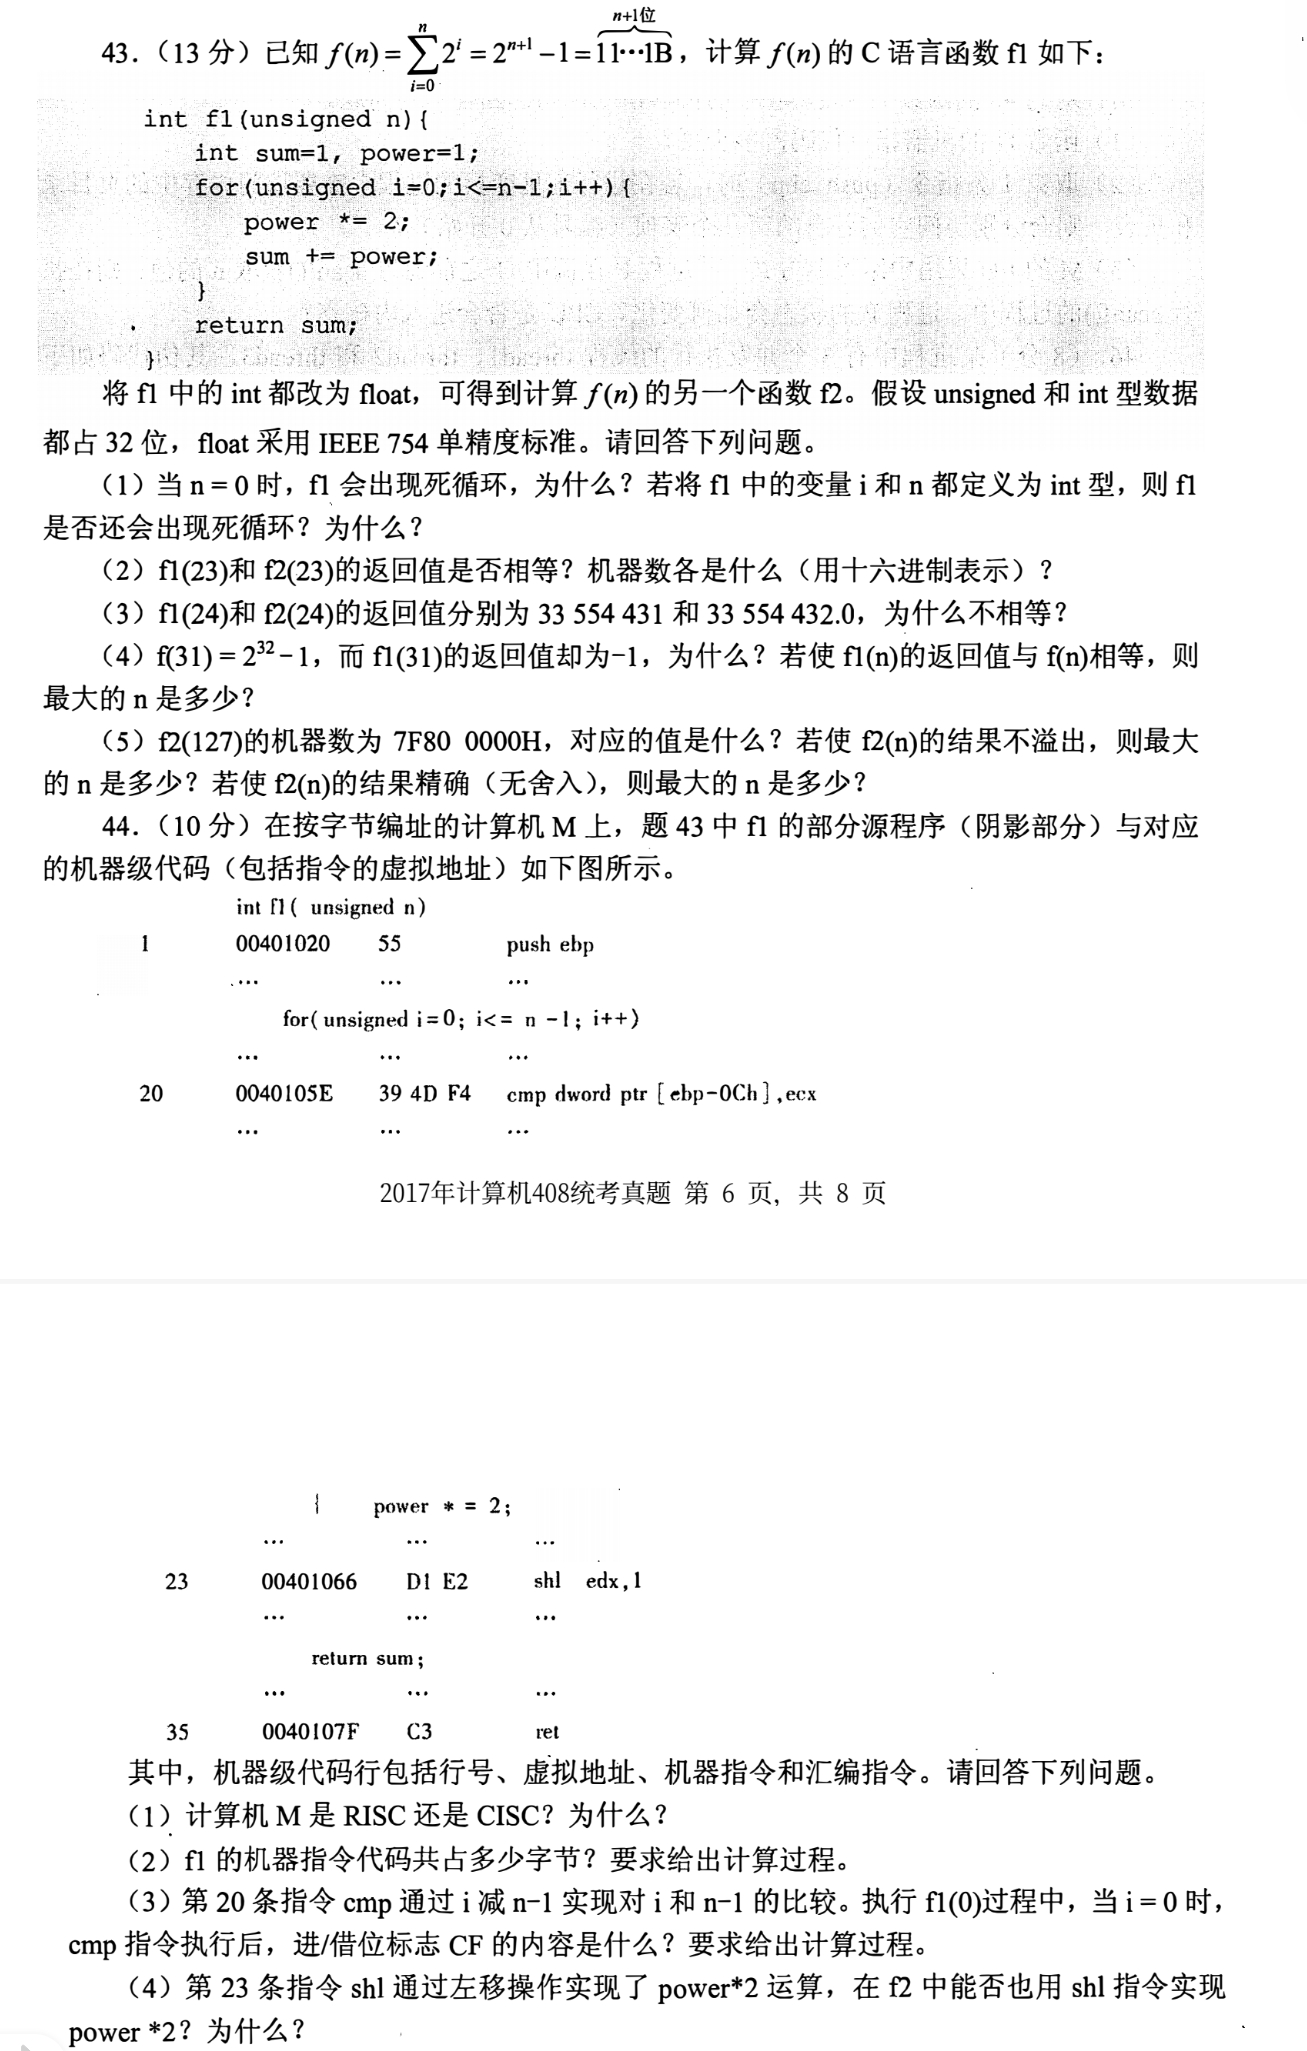 n+1位
43.（13 分）已知 f(n) = ∑_{i=0}^{n} 2^i = 2^{n+1} − 1 = 11⋯1B，计算 f(n) 的 C 语言函数 f1 如下：
int f1(unsigned n){
int sum=1, power=1;
for(unsigned i=0;i<=n-1;i++){
power *= 2;
sum += power;
}
return sum;
}
将 f1 中的 int 都改为 float，可得到计算 f(n) 的另一个函数 f2。假设 unsigned 和 int 型数据
都占 32 位，float 采用 IEEE 754 单精度标准。请回答下列问题。
（1）当 n = 0 时，f1 会出现死循环，为什么？若将 f1 中的变量 i 和 n 都定义为 int 型，则 f1
是否还会出现死循环？为什么？
（2）f1(23)和 f2(23)的返回值是否相等？机器数各是什么（用十六进制表示）？
（3）f1(24)和 f2(24)的返回值分别为 33 554 431 和 33 554 432.0，为什么不相等？
（4）f(31) = 2^{32} − 1，而 f1(31)的返回值却为−1，为什么？若使 f1(n)的返回值与 f(n)相等，则
最大的 n 是多少？
（5）f2(127)的机器数为 7F80 0000H，对应的值是什么？若使 f2(n)的结果不溢出，则最大
的 n 是多少？若使 f2(n)的结果精确（无舍入），则最大的 n 是多少？
44.（10 分）在按字节编址的计算机 M 上，题 43 中 f1 的部分源程序（阴影部分）与对应
的机器级代码（包括指令的虚拟地址）如下图所示。
int f1( unsigned n)
1 00401020 55 push ebp
… … …
for( unsigned i=0; i<= n -1; i++)
… … …
20 0040105E 39 4D F4 cmp dword ptr [ebp-0Ch],ecx
… … …
2017年计算机408统考真题 第 6 页，共 8 页
{ power * = 2;
… … …
23 00401066 D1 E2 shl edx,1
… … …
return sum;
… … …
35 0040107F C3 ret
其中，机器级代码行包括行号、虚拟地址、机器指令和汇编指令。请回答下列问题。
（1）计算机 M 是 RISC 还是 CISC？为什么？
（2）f1 的机器指令代码共占多少字节？要求给出计算过程。
（3）第 20 条指令 cmp 通过 i 减 n−1 实现对 i 和 n−1 的比较。执行 f1(0)过程中，当 i = 0 时，
cmp 指令执行后，进/借位标志 CF 的内容是什么？要求给出计算过程。
（4）第 23 条指令 shl 通过左移操作实现了 power*2 运算，在 f2 中能否也用 shl 指令实现
power *2？为什么？